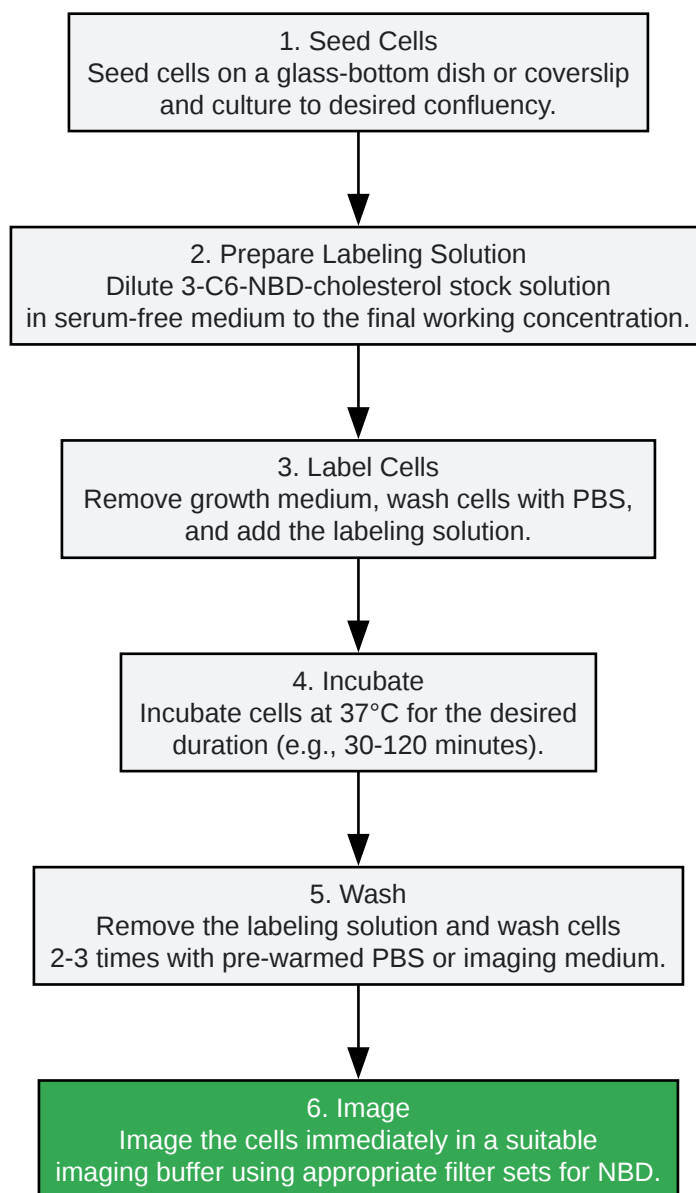 1. Seed Cells
Seed cells on a glass-bottom dish or coverslip
and culture to desired confluency.
2. Prepare Labeling Solution
Dilute 3-C6-NBD-cholesterol stock solution
in serum-free medium to the final working concentration.
3. Label Cells
Remove growth medium, wash cells with PBS,
and add the labeling solution.
4. Incubate
Incubate cells at 37°C for the desired
duration (e.g., 30-120 minutes).
5. Wash
Remove the labeling solution and wash cells
2-3 times with pre-warmed PBS or imaging medium.
6. Image
Image the cells immediately in a suitable
imaging buffer using appropriate filter sets for NBD.